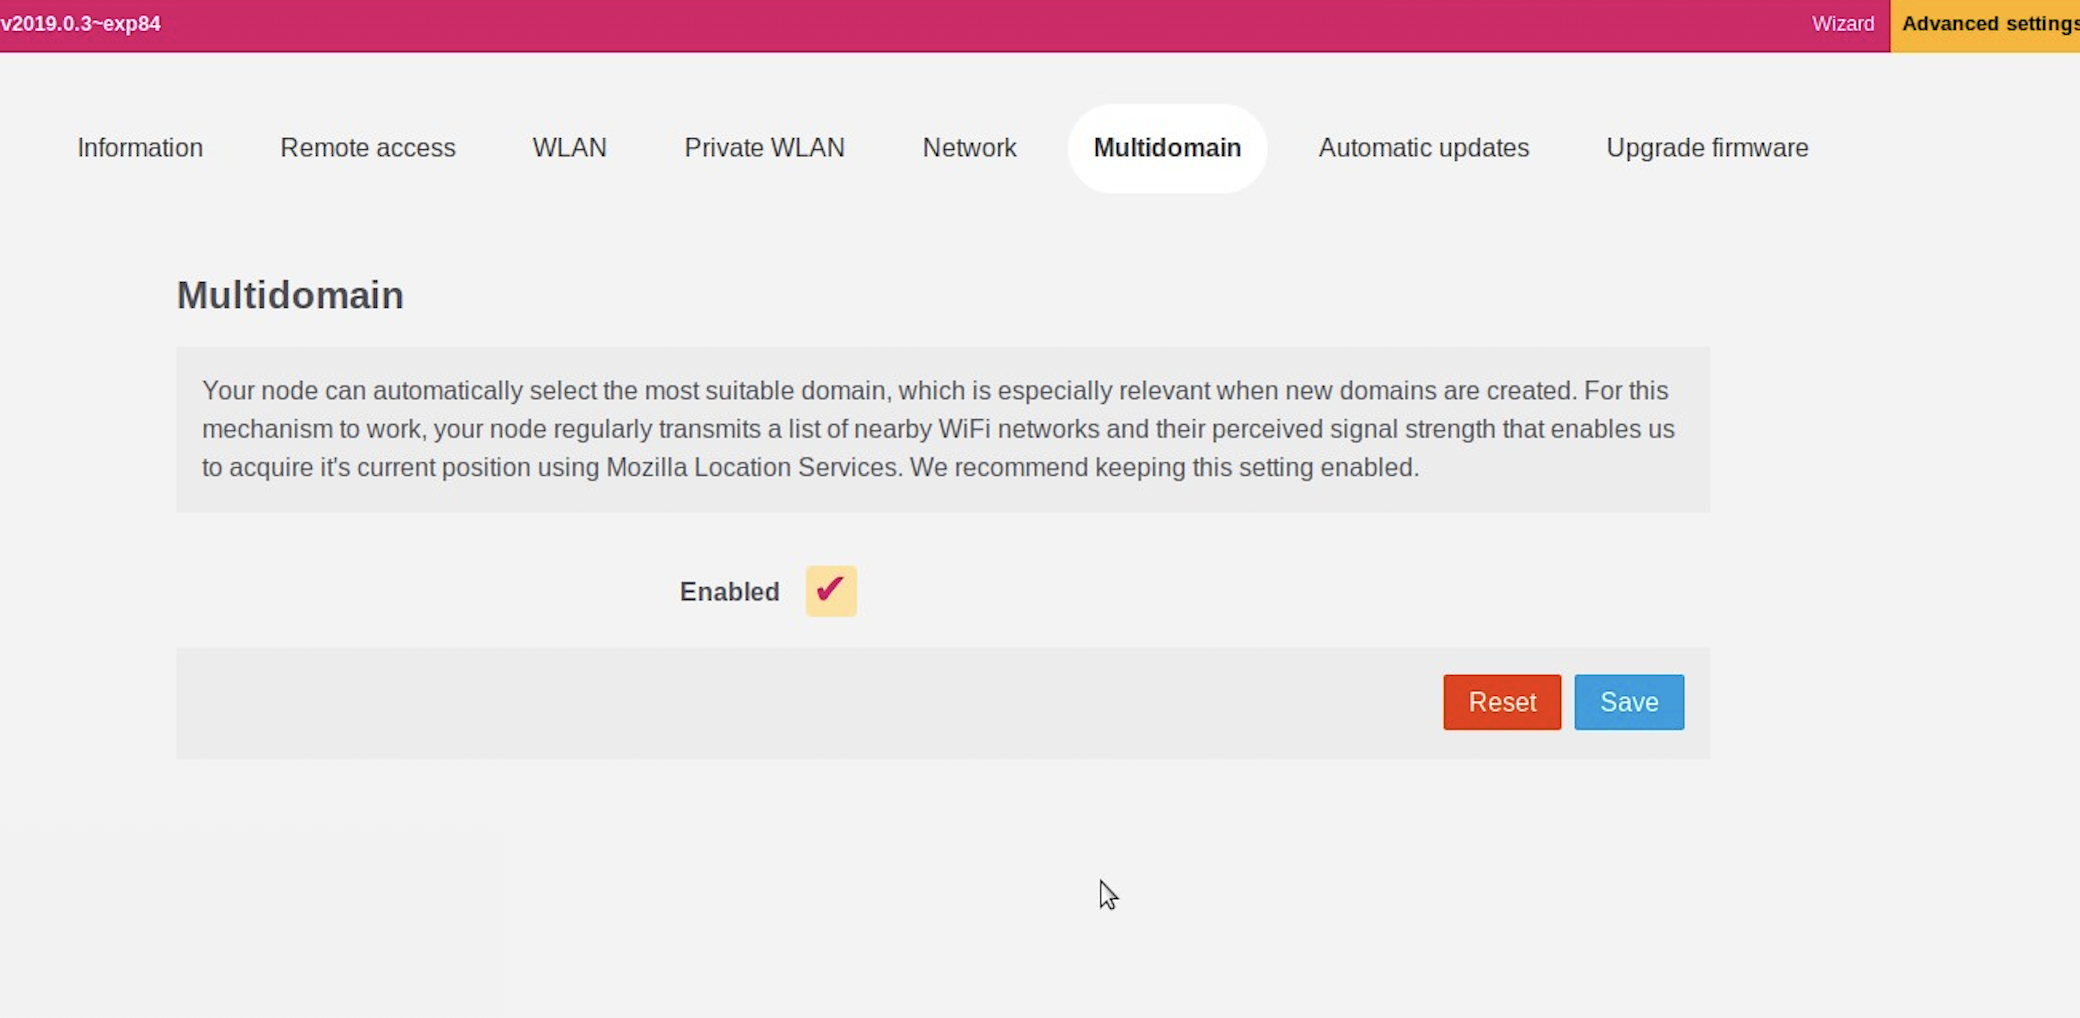 v2019.0.3~exp84
Wizard
Advanced settings
Information
Remote access
WLAN
Private WLAN
Network
Multidomain
Automatic updates
Upgrade firmware
Multidomain
Your node can automatically select the most suitable domain, which is especially relevant when new domains are created. For this
mechanism to work, your node regularly transmits a list of nearby WiFi networks and their perceived signal strength that enables us
to acquire it's current position using Mozilla Location Services. We recommend keeping this setting enabled.
Enabled
Reset
Save